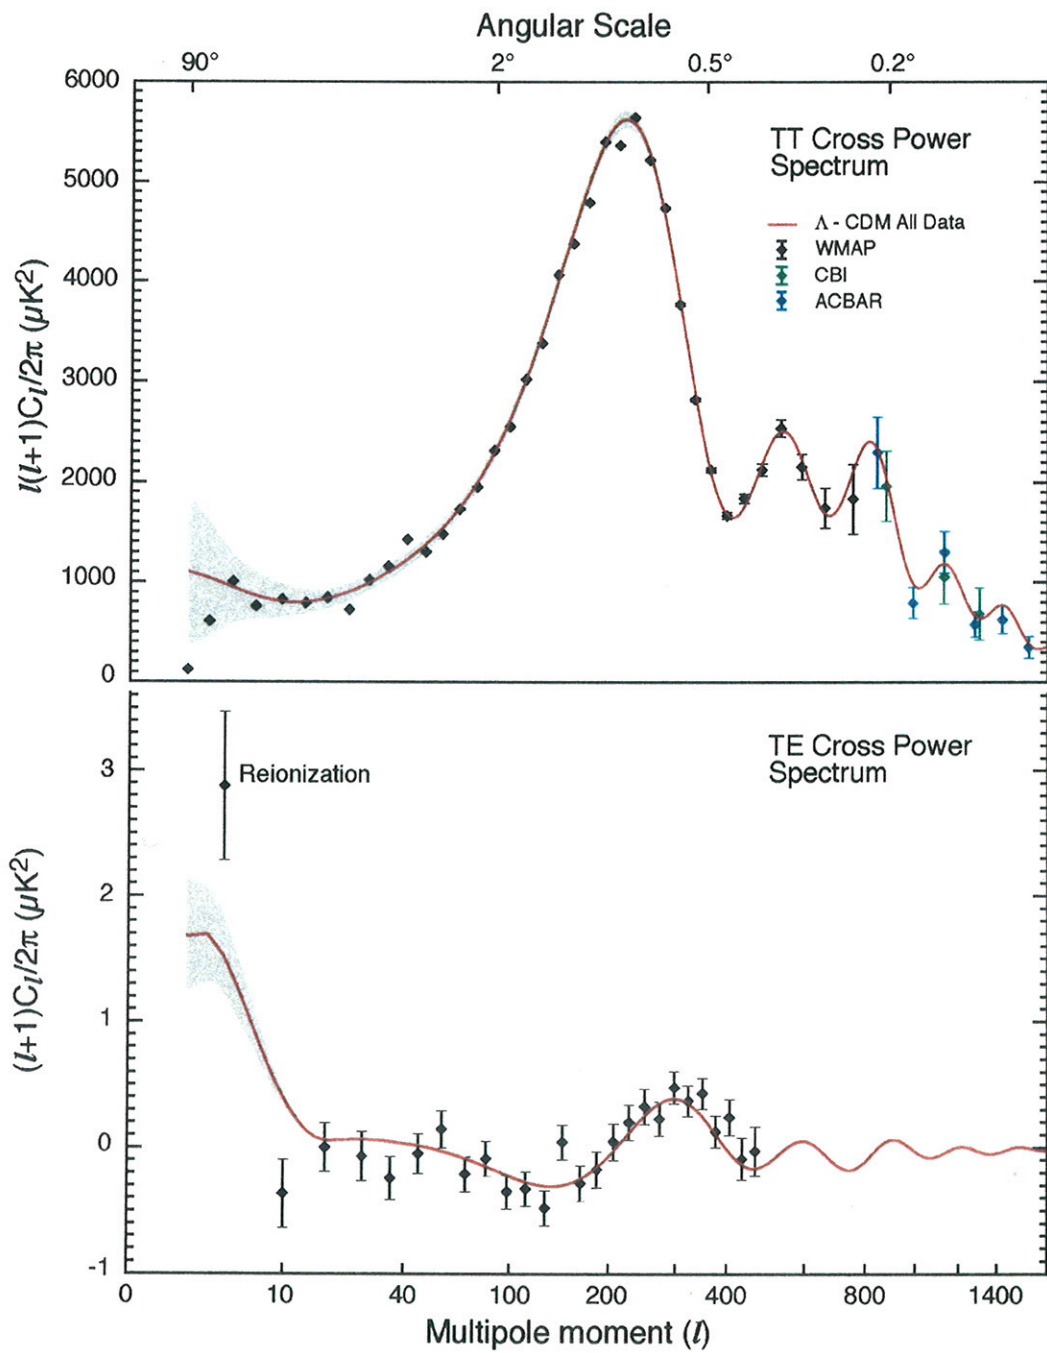 Angular Scale
90° 2° 0.5° 0.2°
6000
5000
4000
3000
2000
1000
0
l(l+1)Cl/2π (μK2)
TT Cross Power
Spectrum
Λ - CDM All Data
WMAP
CBI
ACBAR
3
2
1
0
-1
(l+1)Cl/2π (μK2)
Reionization
TE Cross Power
Spectrum
0 10 40 100 200 400 800 1400
Multipole moment (l)